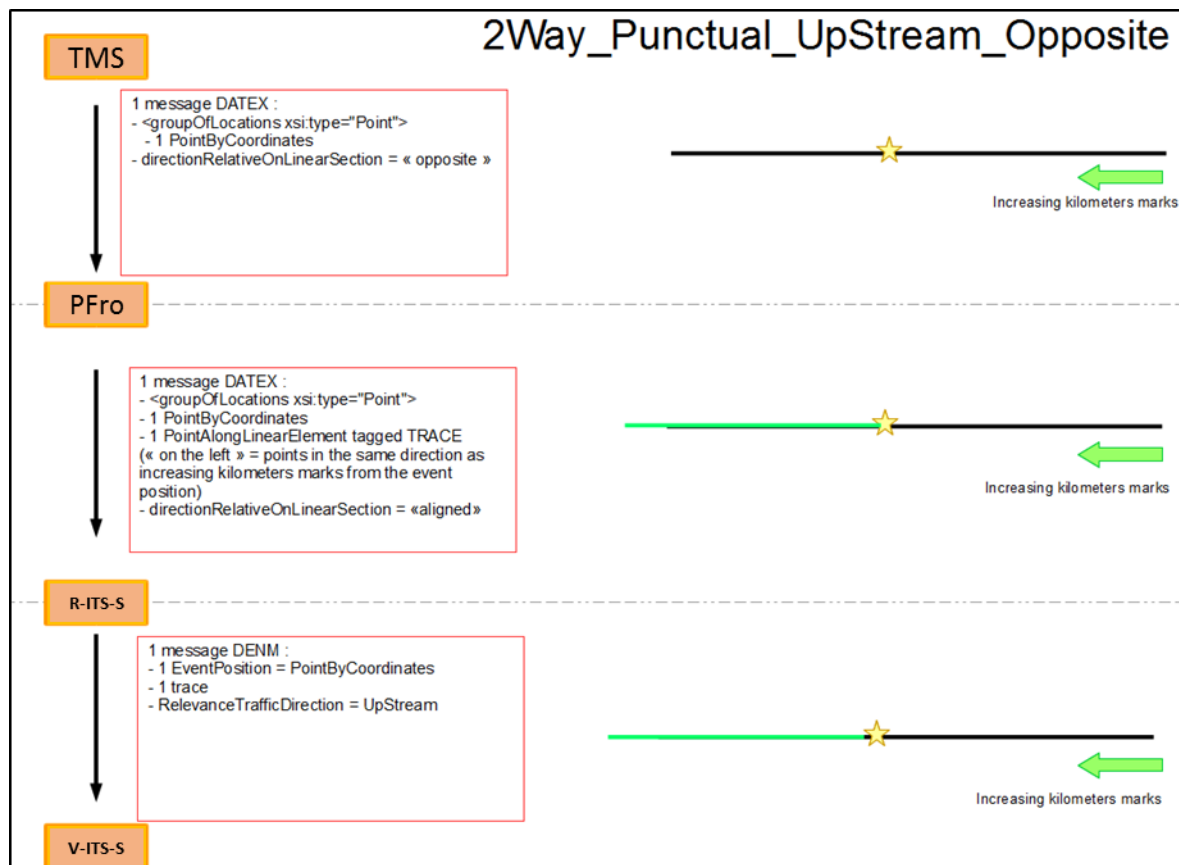 2Way_Punctual_UpStream_Opposite
TMS
1 message DATEX :
- <groupOfLocations xsi:type="Point">
- 1 PointByCoordinates
- directionRelativeOnLinearSection = « opposite »
Increasing kilometers marks
PFro
1 message DATEX :
- <groupOfLocations xsi:type="Point">
- 1 PointByCoordinates
- 1 PointAlongLinearElement tagged TRACE
(« on the left » = points in the same direction as
increasing kilometers marks from the event
position)
- directionRelativeOnLinearSection = «aligned»
Increasing kilometers marks
R-ITS-S
1 message DENM :
- 1 EventPosition = PointByCoordinates
- 1 trace
- RelevanceTrafficDirection = UpStream
Increasing kilometers marks
V-ITS-S